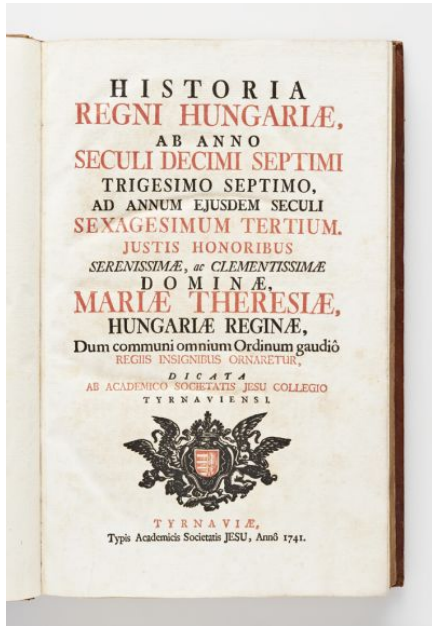 HISTORIA
REGNI HUNGARIÆ,
AB ANNO
SECULI DECIMI SEPTIMI
TRIGESIMO SEPTIMO,
AD ANNUM EJUSDEM SECULI
SEXAGESIMUM TERTIUM.
JUSTIS HONORIBUS
SERENISSIMÆ, ac CLEMENTISSIMÆ
DOMINÆ,
MARIÆ THERESIÆ,
HUNGARIÆ REGINÆ,
Dum communi omnium Ordinum gaudiô
REGIIS INSIGNIBUS ORNARETUR,
DICATA
AB ACADEMICO SOCIETATIS JESU COLLEGIO
TYRNAVIENSI.
TYRNAVIÆ,
Typis Academicis Societatis JESU, Annô 1741.